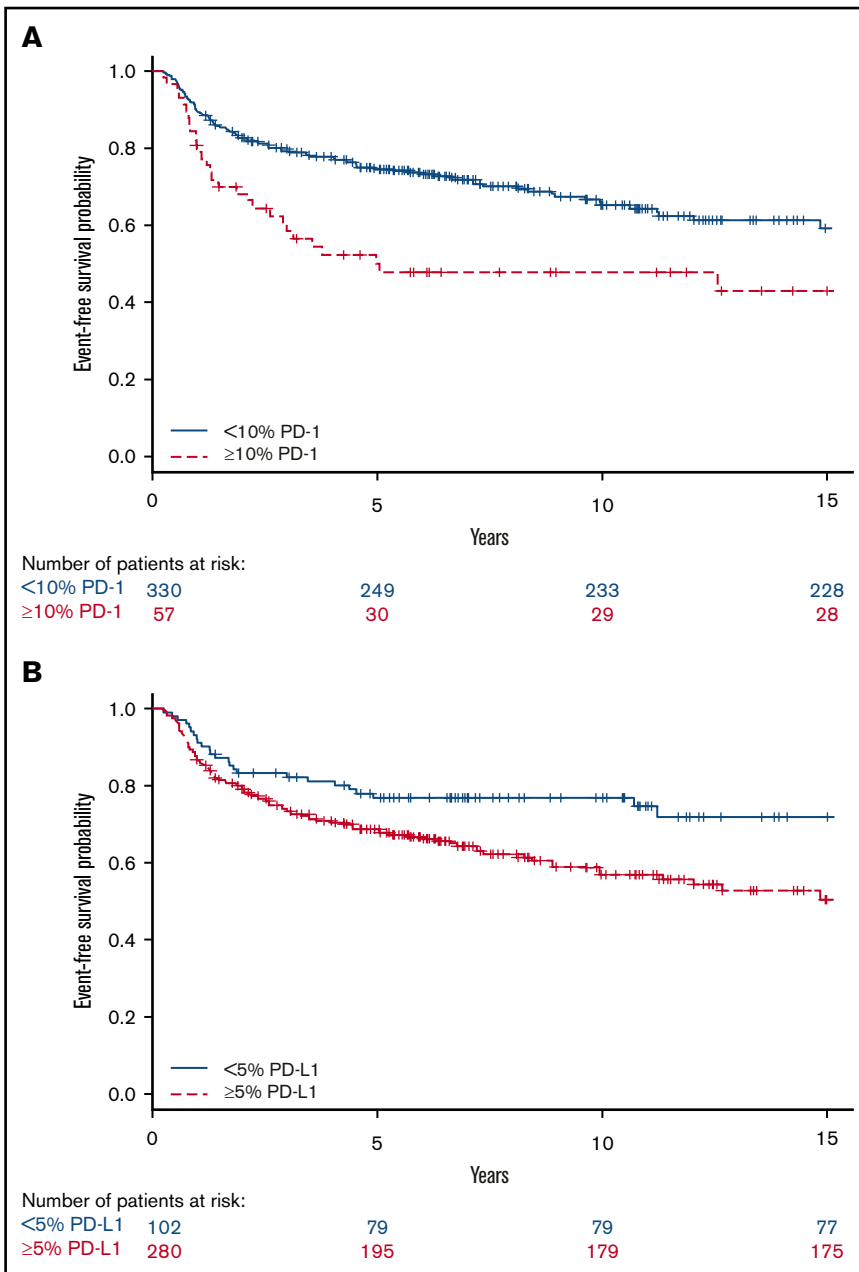 A
1.0
0.8
0.6
0.4
0.2
0.0
Event-free survival probability
<10% PD-1
≥10% PD-1
0 5 10 15
Years
Number of patients at risk:
<10% PD-1 330 249 233 228
≥10% PD-1 57 30 29 28
B
1.0
0.8
0.6
0.4
0.2
0.0
Event-free survival probability
<5% PD-L1
≥5% PD-L1
0 5 10 15
Years
Number of patients at risk:
<5% PD-L1 102 79 79 77
≥5% PD-L1 280 195 179 175